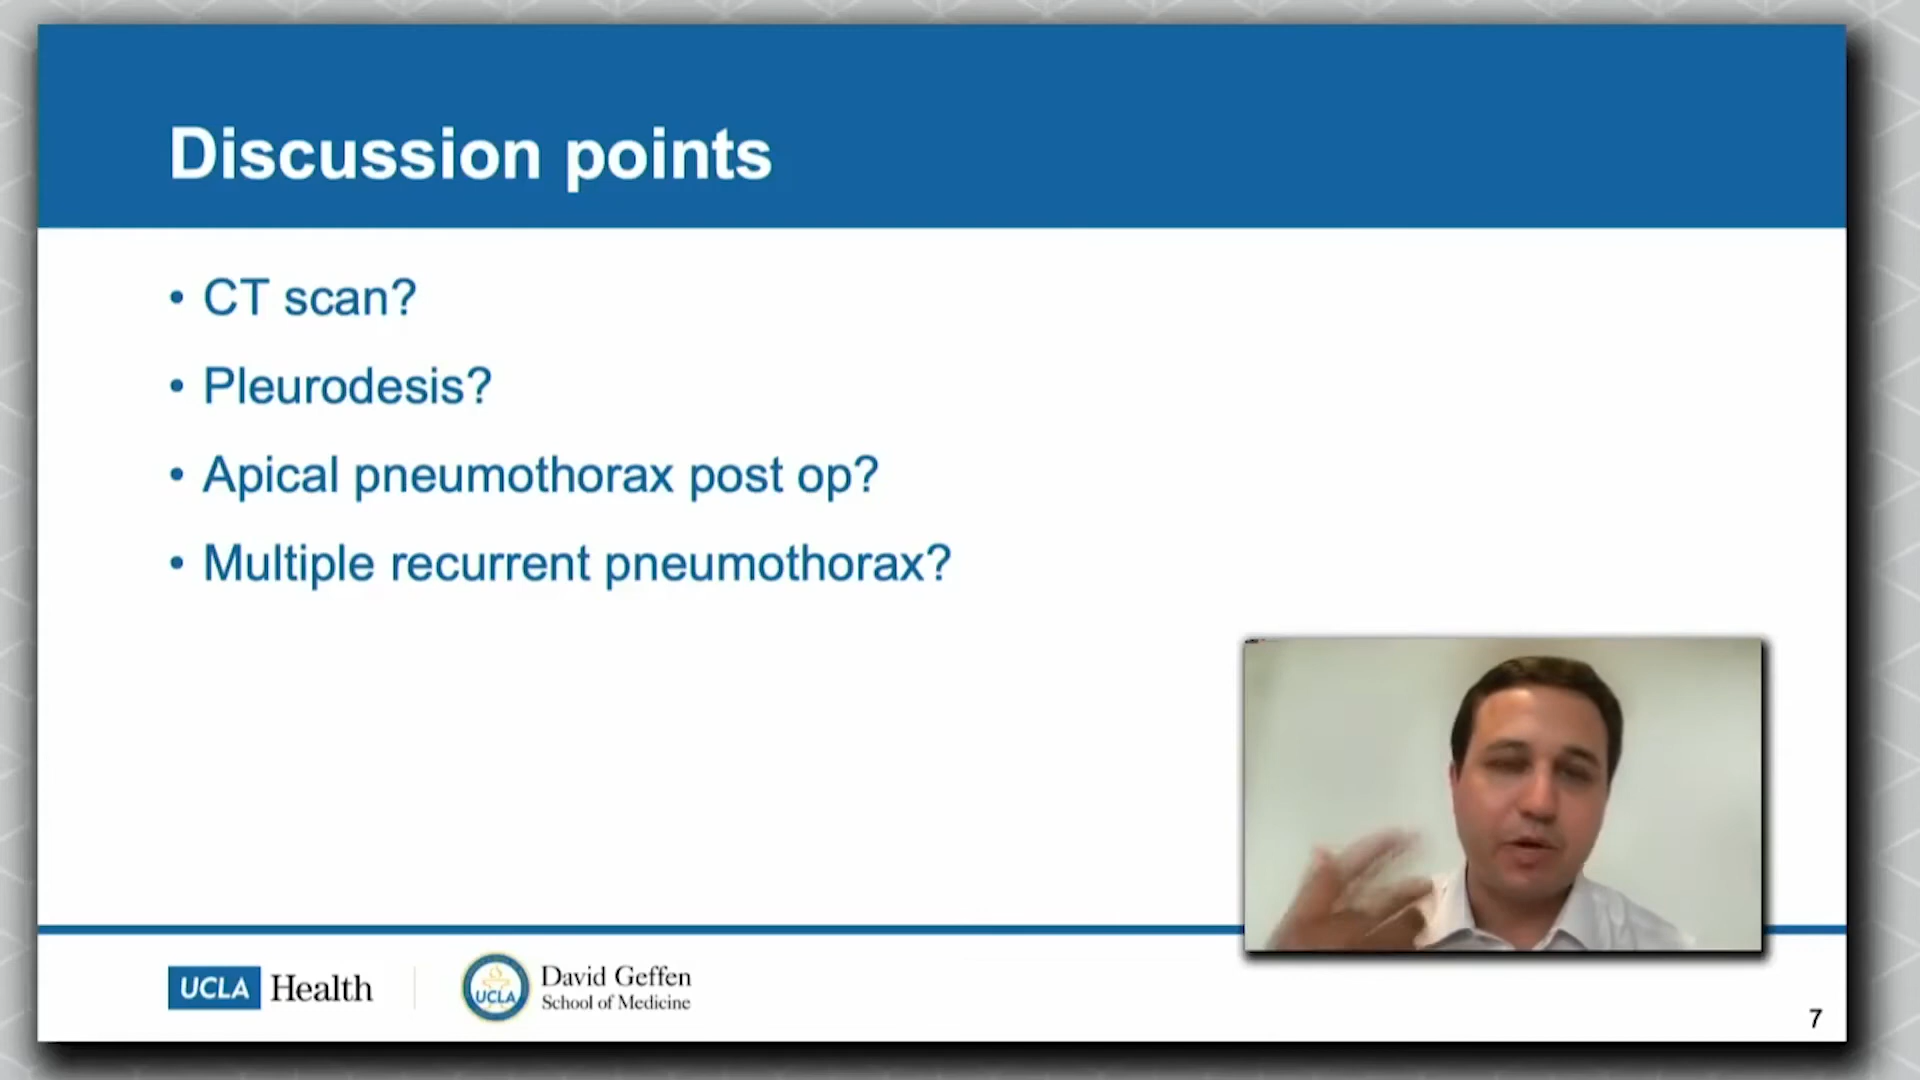 Discussion points
• CT scan?
• Pleurodesis?
• Apical pneumothorax post op?
• Multiple recurrent pneumothorax?
UCLA Health
UCLA
David Geffen
School of Medicine
7